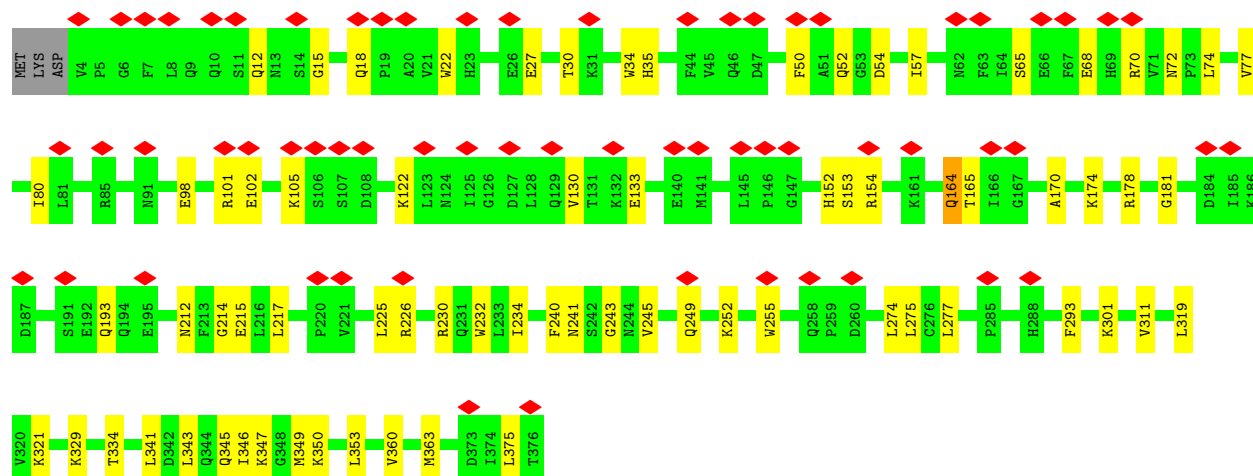 MET LYS ASP V4 P5 G6 F7 L8 Q9 Q10 S11 Q12 N13 S14 G15 Q18 P19 A20 V21 W22 H23 E26 E27 T30 K31 W34 H35 F44 V45 Q46 D47 F50 A51 Q52 G53 D54 I57 N62 F63 I64 S65 E66 F67 E68 H69 R70 V71 N72 P73 L74 V77
I80 L81 R85 N91 E98 R101 E102 K105 S106 S107 D108 K122 L123 N124 I125 G126 D127 L128 Q129 V130 T131 K132 E133 E140 M141 L145 P146 G147 H152 S153 R154 K161 Q164 T165 I166 G167 A170 K174 R178 G181 D184 I185 K186
D187 S191 E192 Q193 Q194 E195 N212 F213 G214 E215 L216 L217 P220 V221 L225 R226 R230 Q231 W232 L233 I234 F240 N241 S242 G243 N244 V245 Q249 K252 W255 Q258 P259 D260 L274 L275 C276 L277 P285 H288 F293 K301 V311 L319
V320 K321 K329 T334 L341 D342 L343 Q344 Q345 I346 K347 G348 M349 K350 L353 V360 M363 D373 I374 L375 T376